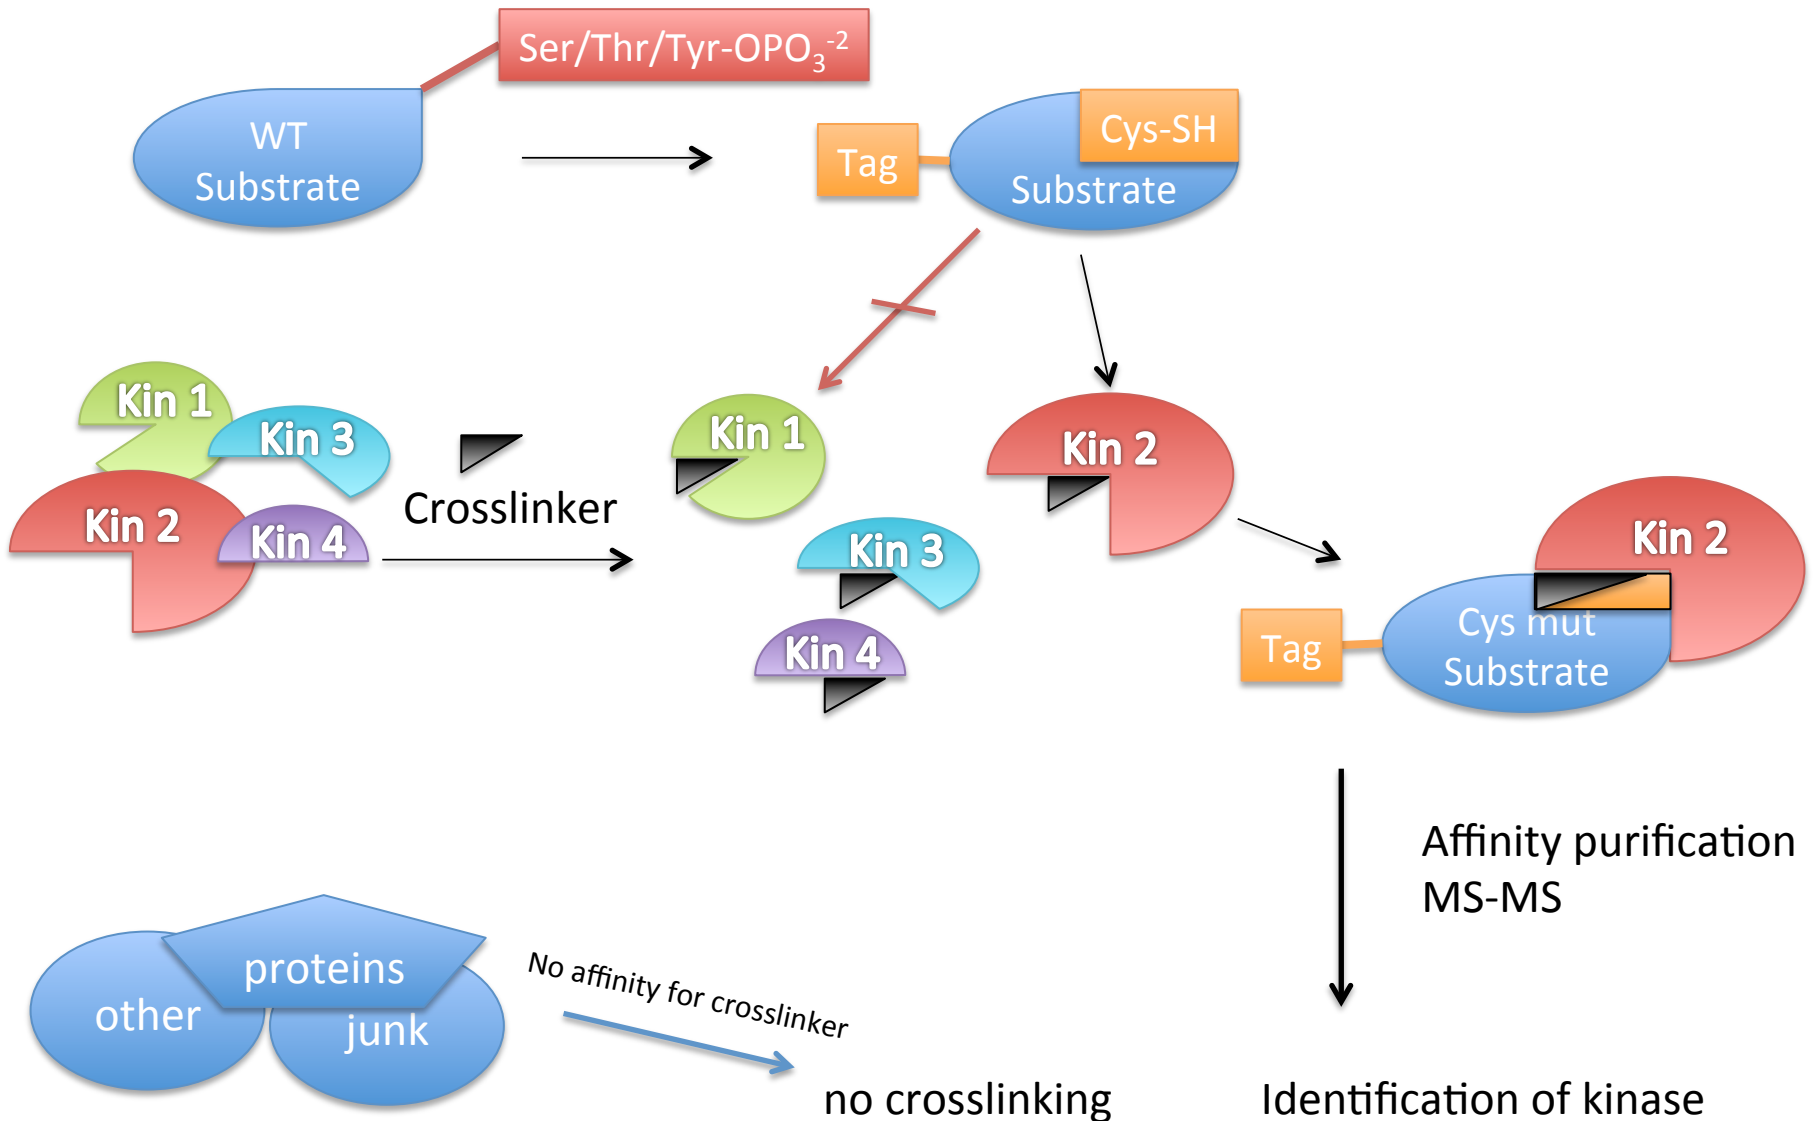 Ser/Thr/Tyr-OPO₃⁻²
WT
Substrate
Cys-SH
Tag
Substrate
Kin 1
Kin 3
Kin 2
Kin 4
Crosslinker
Kin 1
Kin 2
Kin 3
Kin 4
Kin 2
Tag
Cys mut
Substrate
Affinity purification
MS-MS
other
proteins
junk
No affinity for crosslinker
no crosslinking
Identification of kinase